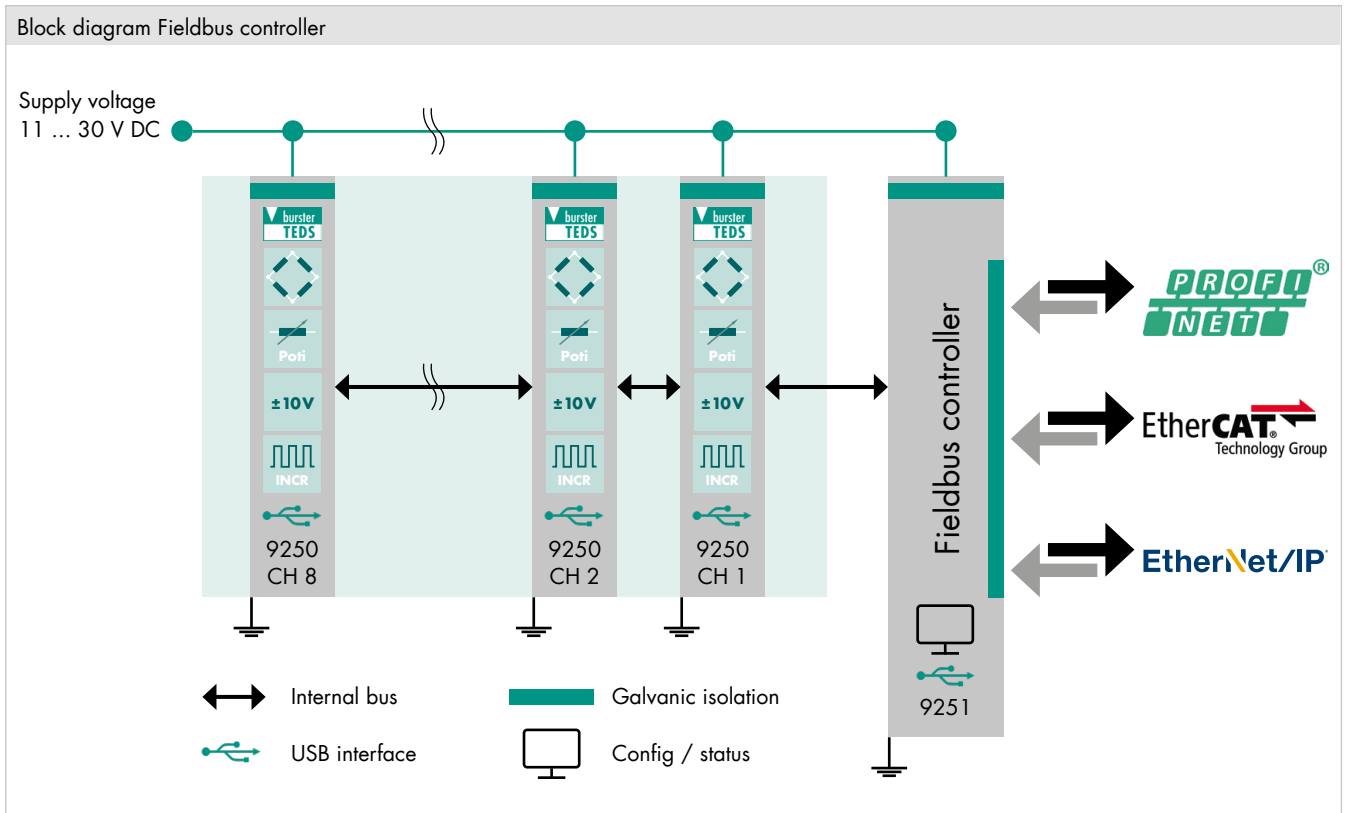 Block diagram Fieldbus controller
Supply voltage
11 ... 30 V DC
burster
TEDS
Poti
±10V
INCR
9250
CH 8
burster
TEDS
Poti
±10V
INCR
9250
CH 2
burster
TEDS
Poti
±10V
INCR
9250
CH 1
Fieldbus controller
9251
PROFI®
NET
EtherCAT®
Technology Group
EtherNet/IP
Internal bus
Galvanic isolation
USB interface
Config / status